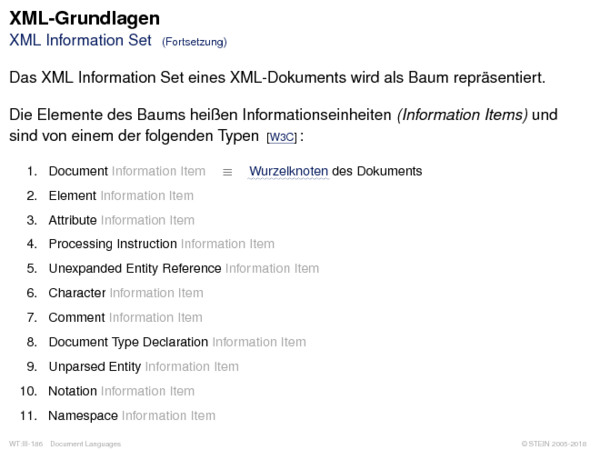 XML-Grundlagen
XML Information Set (Fortsetzung)
Das XML Information Set eines XML-Dokuments wird als Baum repräsentiert.
Die Elemente des Baums heißen Informationseinheiten (Information Items) und
sind von einem der folgenden Typen [W3C] :
1. Document Information Item ≡ Wurzelknoten des Dokuments
2. Element Information Item
3. Attribute Information Item
4. Processing Instruction Information Item
5. Unexpanded Entity Reference Information Item
6. Character Information Item
7. Comment Information Item
8. Document Type Declaration Information Item
9. Unparsed Entity Information Item
10. Notation Information Item
11. Namespace Information Item
WT:III-186 Document Languages © STEIN 2005-2018